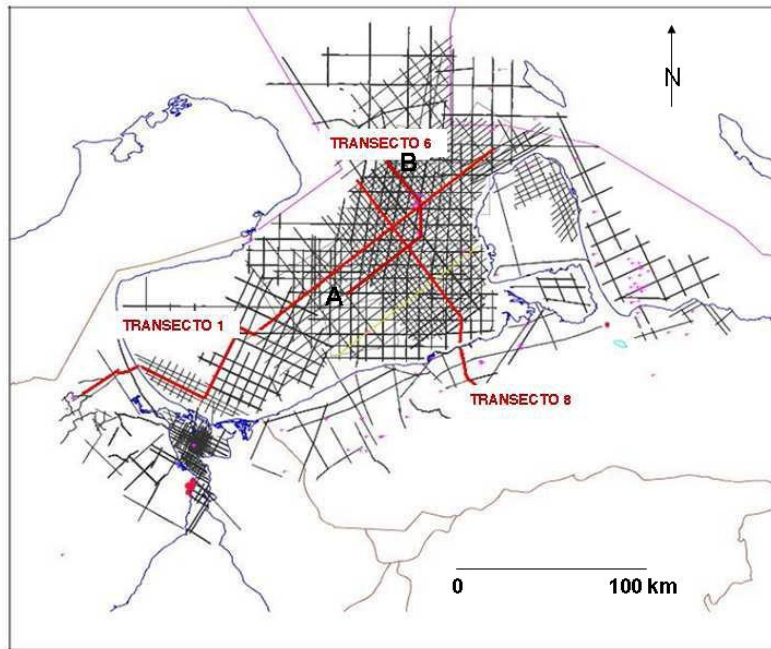 N
TRANSECTO 6
B
A
TRANSECTO 1
TRANSECTO 8
0 100 km